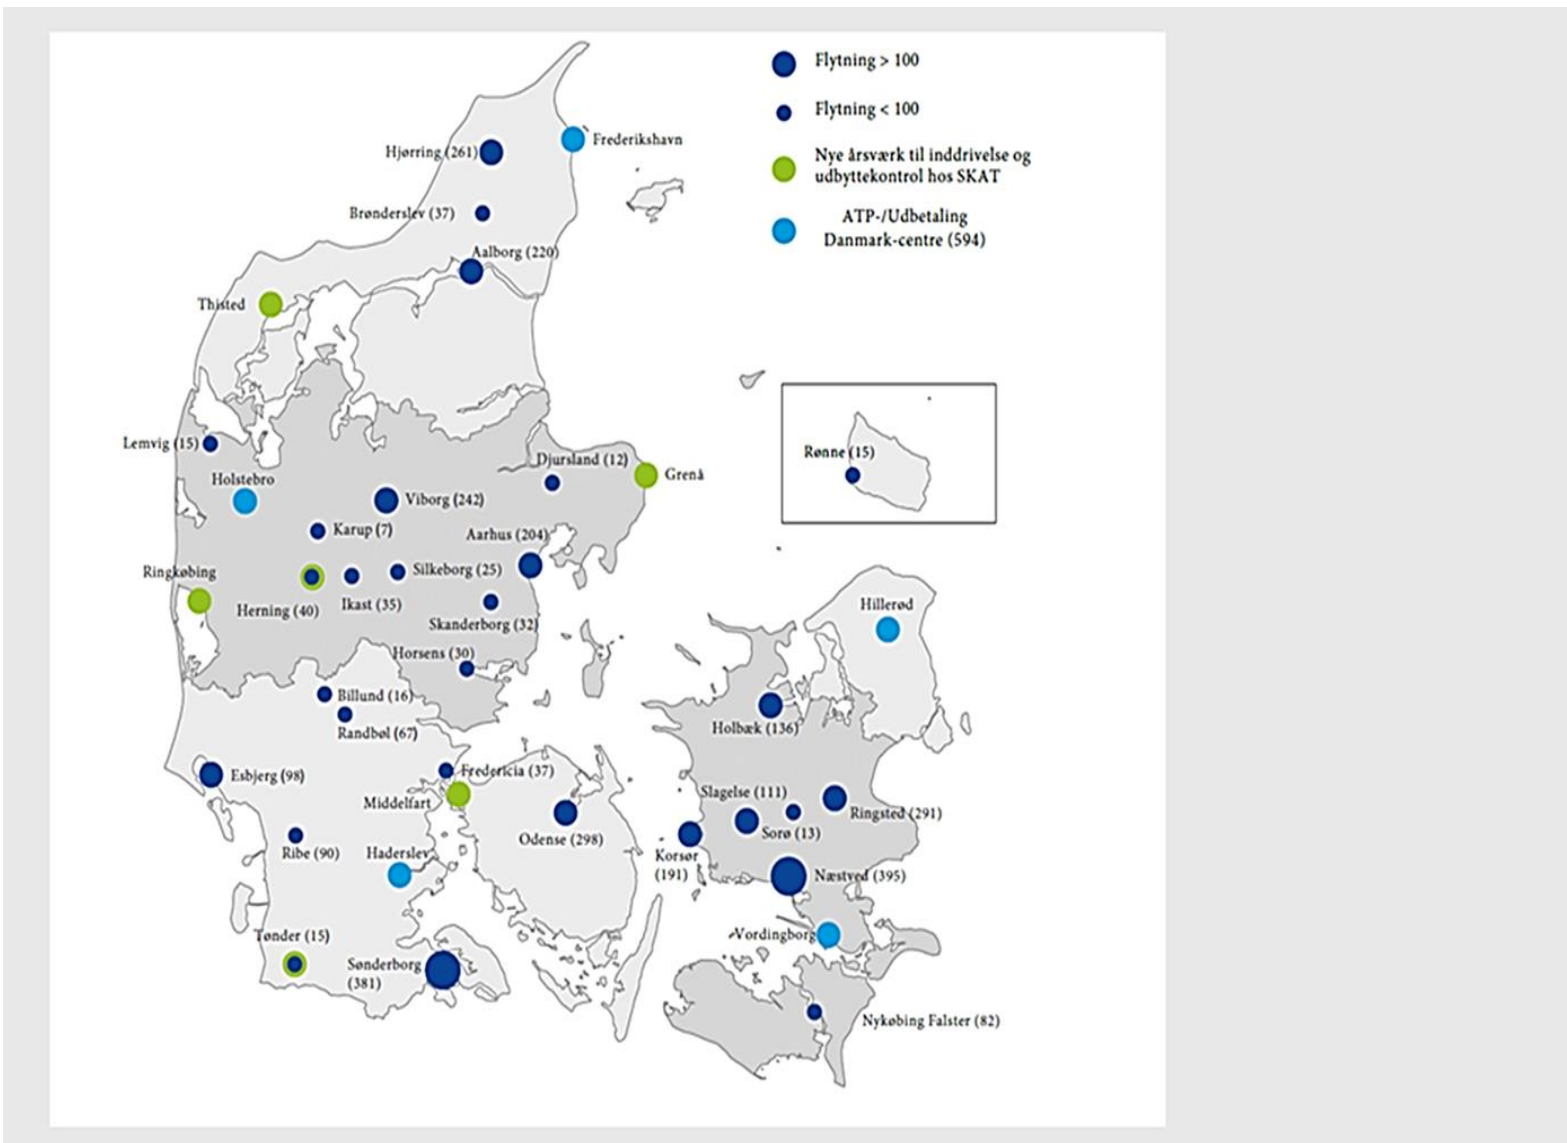 Flytning > 100
Flytning < 100
Nye årsværk til inddrivelse og
udbyttekontrol hos SKAT
ATP-/Udbetaling
Danmark-centre (594)
Hjørring (261)
Frederikshavn
Brønderslev (37)
Aalborg (220)
Thisted
Lemvig (15)
Holstebro
Djursland (12)
Grenå
Rønne (15)
Viborg (242)
Karup (7)
Aarhus (204)
Ringkøbing
Silkeborg (25)
Herning (40)
Ikast (35)
Skanderborg (32)
Hillerød
Horsens (30)
Billund (16)
Randbøl (67)
Holbæk (136)
Esbjerg (98)
Fredericia (37)
Middelfart
Slagelse (111)
Ringsted (291)
Sorø (13)
Odense (298)
Ribe (90)
Haderslev
Korsør
(191)
Næstved (395)
Tønder (15)
Vordingborg
Sønderborg
(381)
Nykøbing Falster (82)